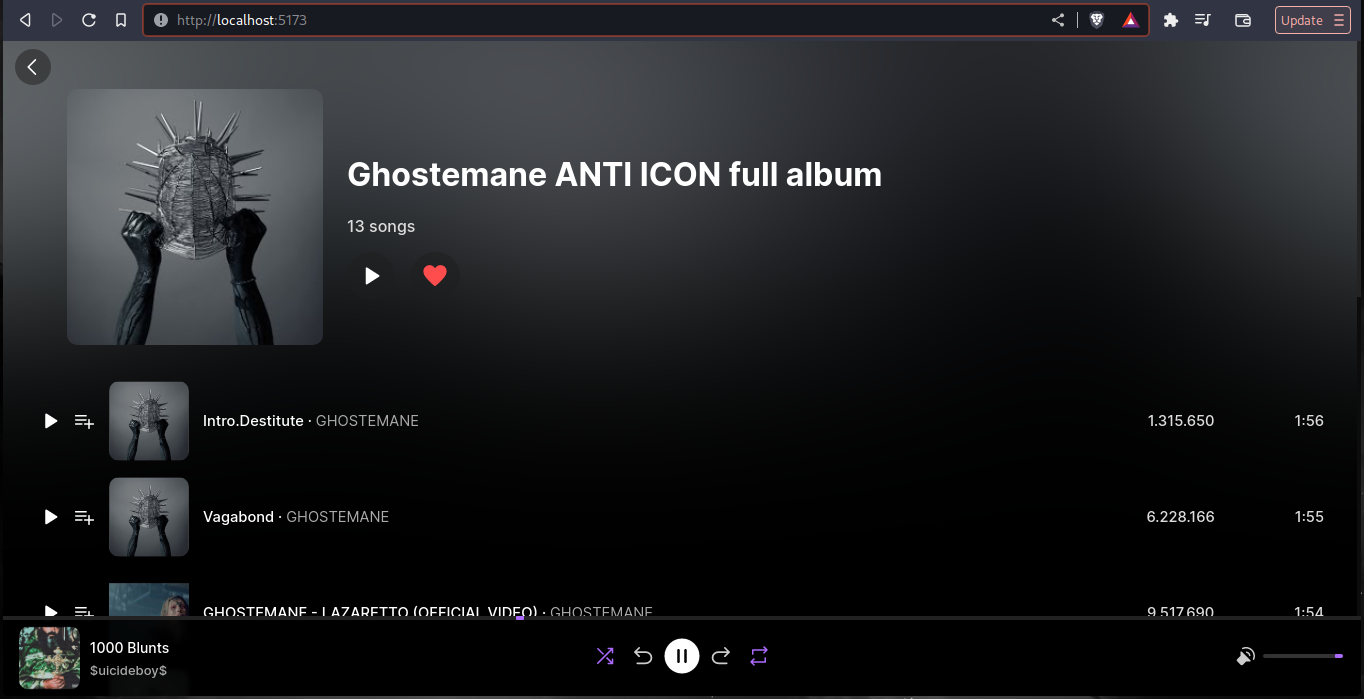 http://localhost:5173
Update
Ghostemane ANTI ICON full album
13 songs
Intro.Destitute · GHOSTEMANE 1.315.650 1:56
Vagabond · GHOSTEMANE 6.228.166 1:55
GHOSTEMANE - LAZARETTO (OFFICIAL VIDEO) · GHOSTEMANE 9.517.690 1:54
1000 Blunts
$uicideboy$